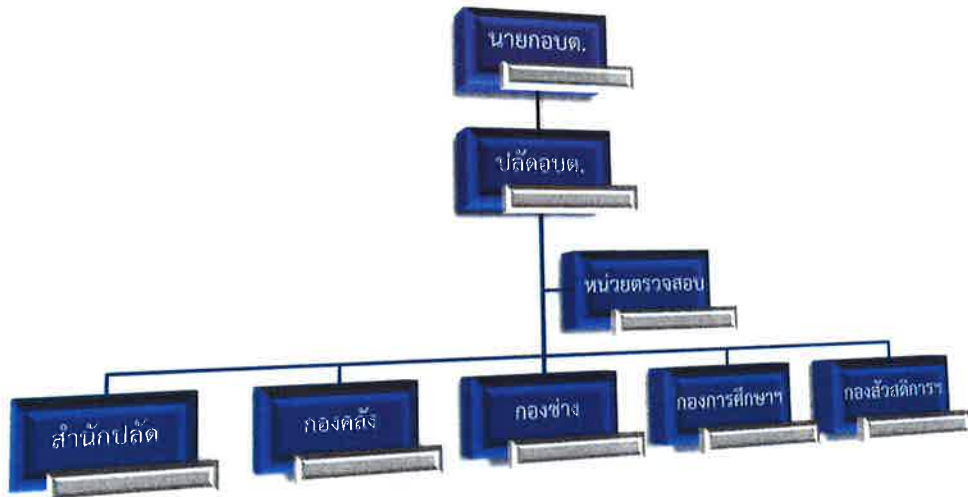 นายกอบต.
ปลัดอบต.
หน่วยตรวจสอบ
สำนักปลัด
กองคลัง
กองช่าง
กองการศึกษาฯ
กองสวัสดิการฯ